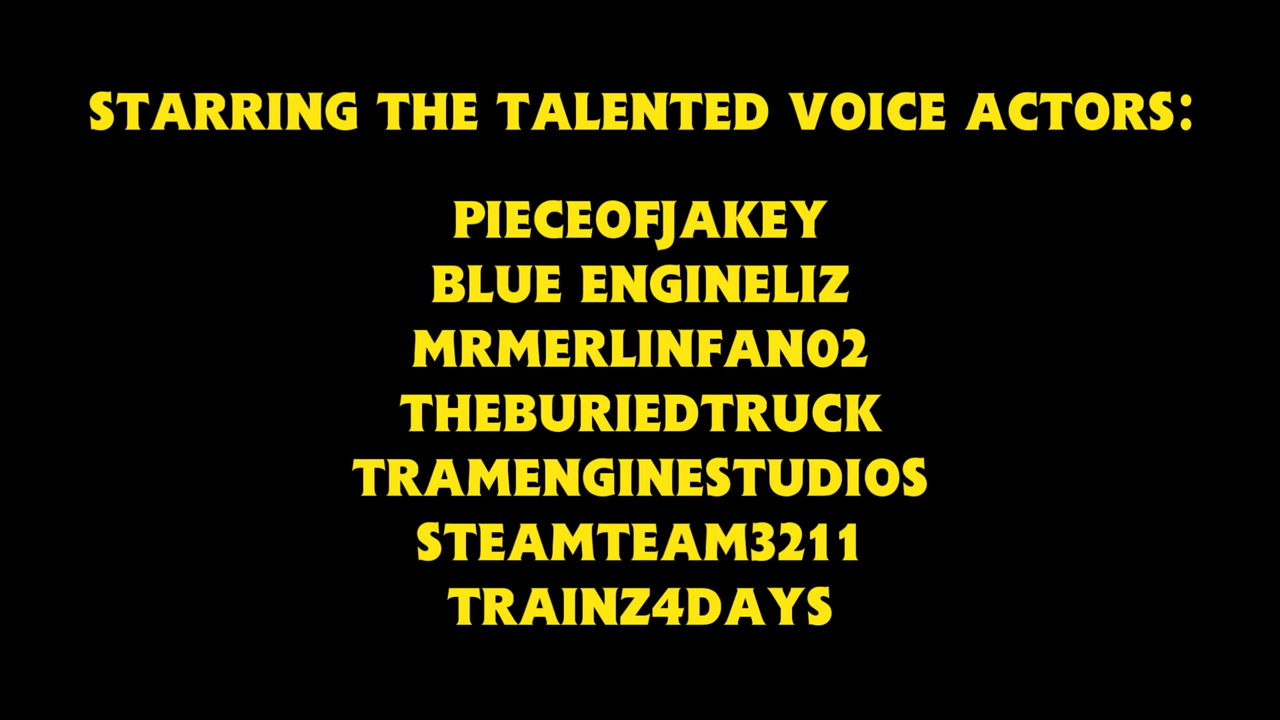 STARRING THE TALENTED VOICE ACTORS:
PIECEOFJAKEY
BLUE ENGINELIZ
MRMERLINFAN02
THEBURIEDTRUCK
TRAMENGINESTUDIOS
STEAMTEAM3211
TRAINZ4DAYS